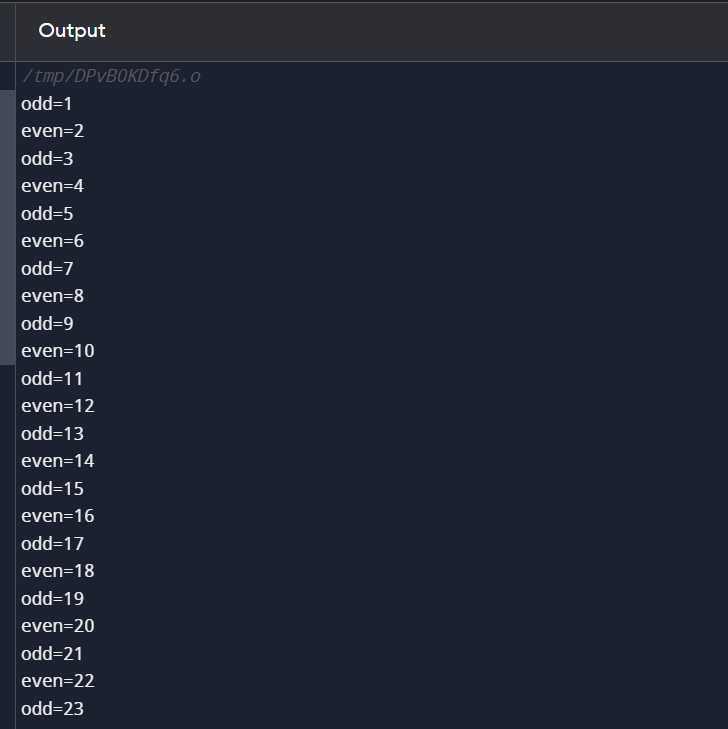 Output
/tmp/DPvB0KDfq6.o
odd=1
even=2
odd=3
even=4
odd=5
even=6
odd=7
even=8
odd=9
even=10
odd=11
even=12
odd=13
even=14
odd=15
even=16
odd=17
even=18
odd=19
even=20
odd=21
even=22
odd=23